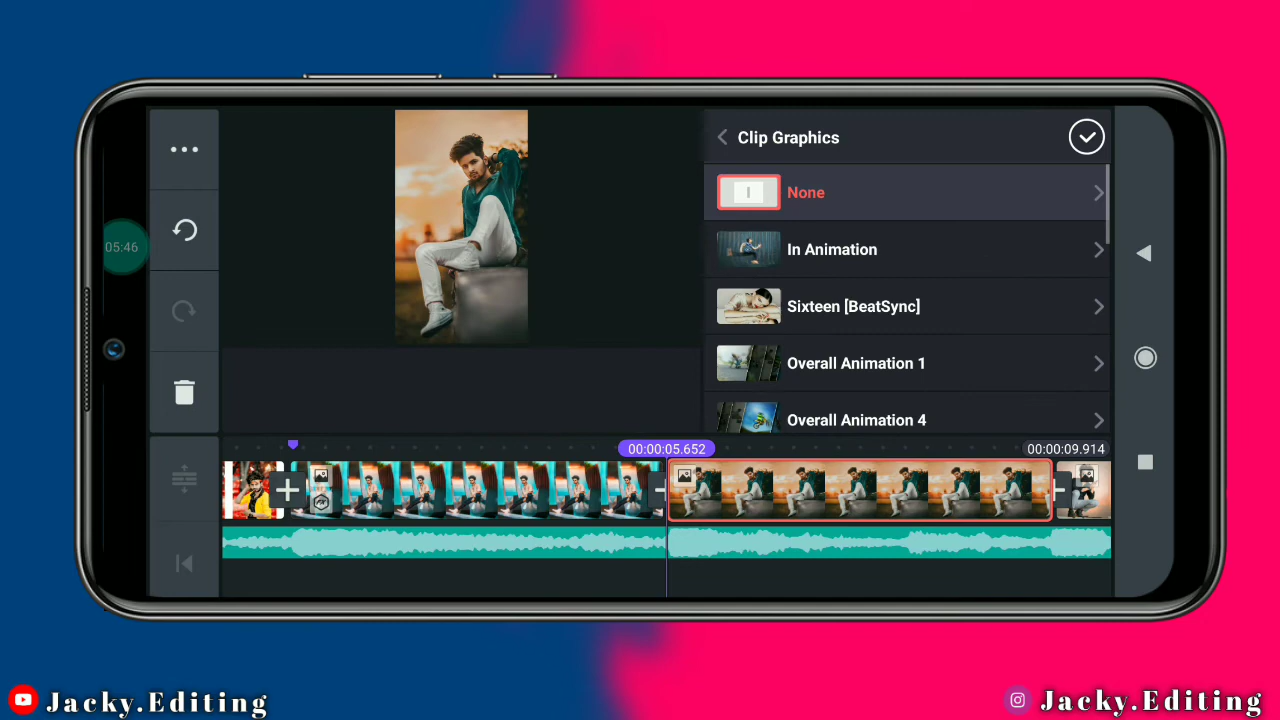 Clip Graphics
None
05:46
In Animation
Sixteen [BeatSync]
Overall Animation 1
Overall Animation 4
00:00:05.652
00:00:09.914
Jacky.Editing
Jacky.Editing